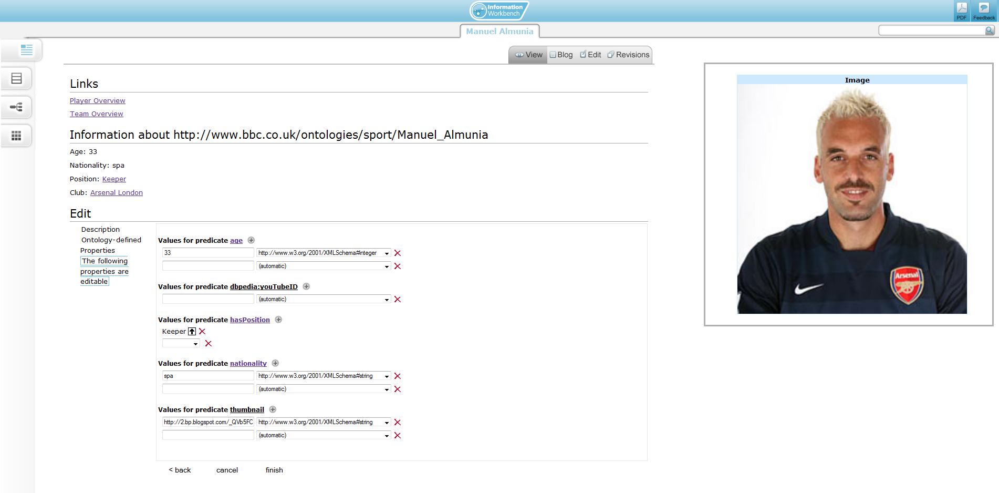 Information
Workbench
PDF
Feedback
Manuel Almunia
View
Blog
Edit
Revisions
Links
Player Overview
Team Overview
Information about http://www.bbc.co.uk/ontologies/sport/Manuel_Almunia
Age: 33
Nationality: spa
Position: Keeper
Club: Arsenal London
Edit
Description
Ontology-defined
Properties
The following
properties are
editable
Values for predicate age
33 http://www.w3.org/2001/XMLSchema#integer
(automatic)
Values for predicate dbpedia:youTubeID
(automatic)
Values for predicate hasPosition
Keeper
Values for predicate nationality
spa http://www.w3.org/2001/XMLSchema#string
(automatic)
Values for predicate thumbnail
http://2.bp.blogspot.com/_QVb5FC http://www.w3.org/2001/XMLSchema#string
(automatic)
< back
cancel
finish
Image
Arsenal